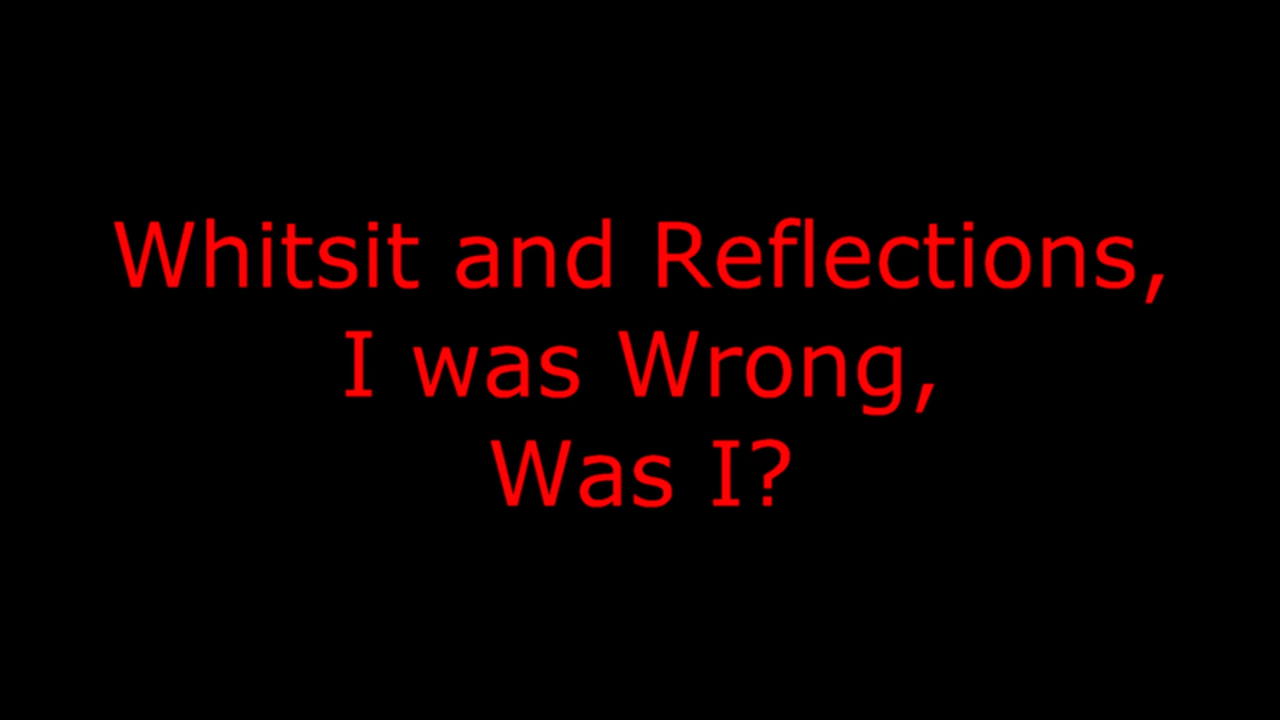 Whitsit and Reflections,
I was Wrong,
Was I?